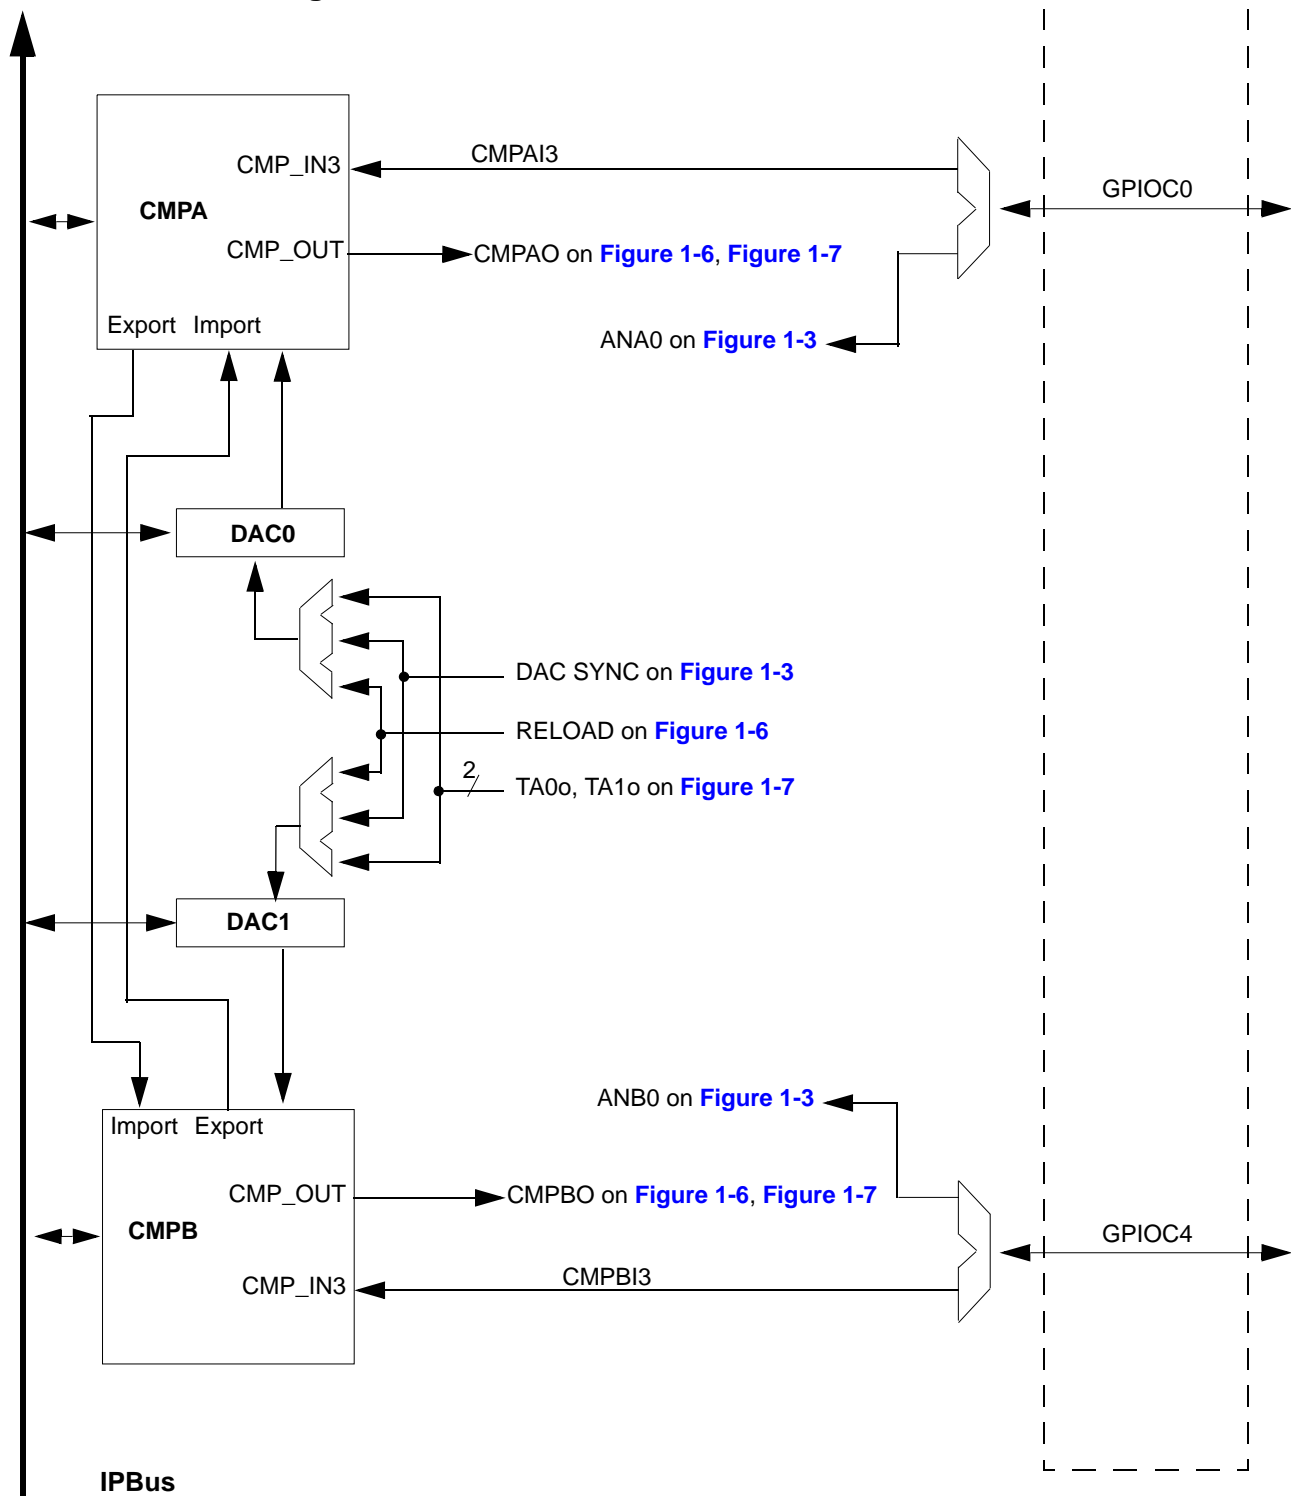 CMPAI3
CMP_IN3
GPIOC0
CMPA
CMP_OUT
CMPAO on Figure 1-6, Figure 1-7
Export Import
ANA0 on Figure 1-3
DAC0
DAC SYNC on Figure 1-3
RELOAD on Figure 1-6
2
TA0o, TA1o on Figure 1-7
DAC1
ANB0 on Figure 1-3
Import Export
CMP_OUT
CMPBO on Figure 1-6, Figure 1-7
CMPB
GPIOC4
CMPBI3
CMP_IN3
IPBus